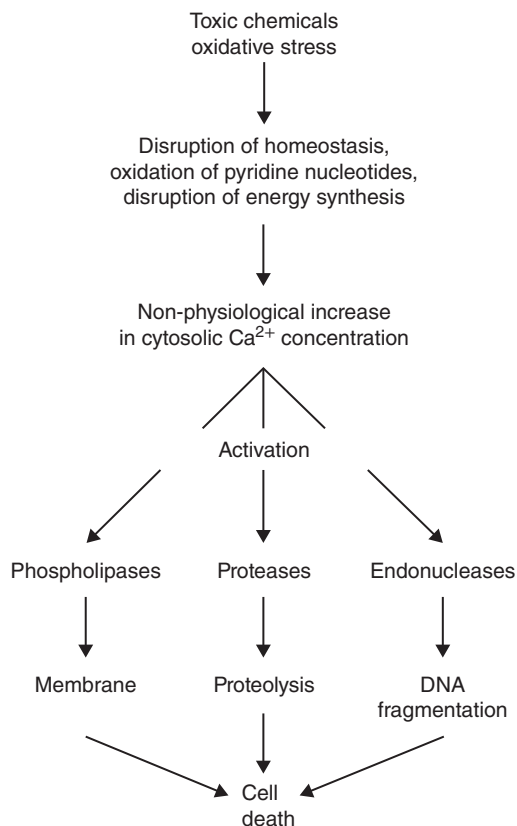 Toxic chemicals
oxidative stress
Disruption of homeostasis,
oxidation of pyridine nucleotides,
disruption of energy synthesis
Non-physiological increase
in cytosolic Ca²⁺ concentration
Activation
Phospholipases
Proteases
Endonucleases
Membrane
Proteolysis
DNA
fragmentation
Cell
death